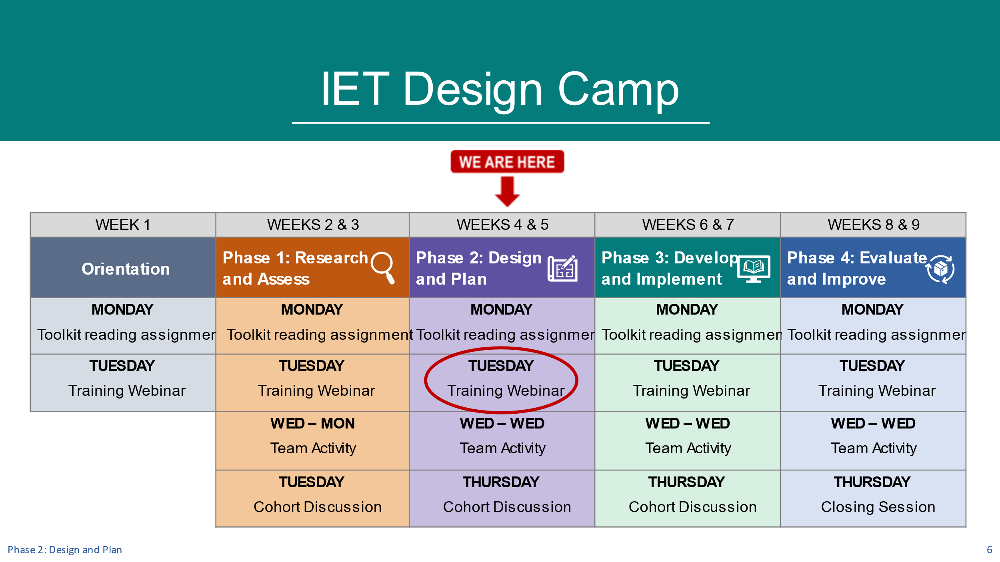 IET Design Camp
WE ARE HERE
WEEK 1
WEEKS 2 & 3
WEEKS 4 & 5
WEEKS 6 & 7
WEEKS 8 & 9
Orientation
Phase 1: Research
and Assess
Phase 2: Design
and Plan
Phase 3: Develop
and Implement
Phase 4: Evaluate
and Improve
MONDAY
Toolkit reading assignmen
MONDAY
Toolkit reading assignment
MONDAY
Toolkit reading assignmen
MONDAY
Toolkit reading assignmen
MONDAY
Toolkit reading assignmen
TUESDAY
Training Webinar
TUESDAY
Training Webinar
TUESDAY
Training Webinar
TUESDAY
Training Webinar
TUESDAY
Training Webinar
WED – MON
Team Activity
WED – WED
Team Activity
WED – WED
Team Activity
WED – WED
Team Activity
TUESDAY
Cohort Discussion
THURSDAY
Cohort Discussion
THURSDAY
Cohort Discussion
THURSDAY
Closing Session
Phase 2: Design and Plan
6